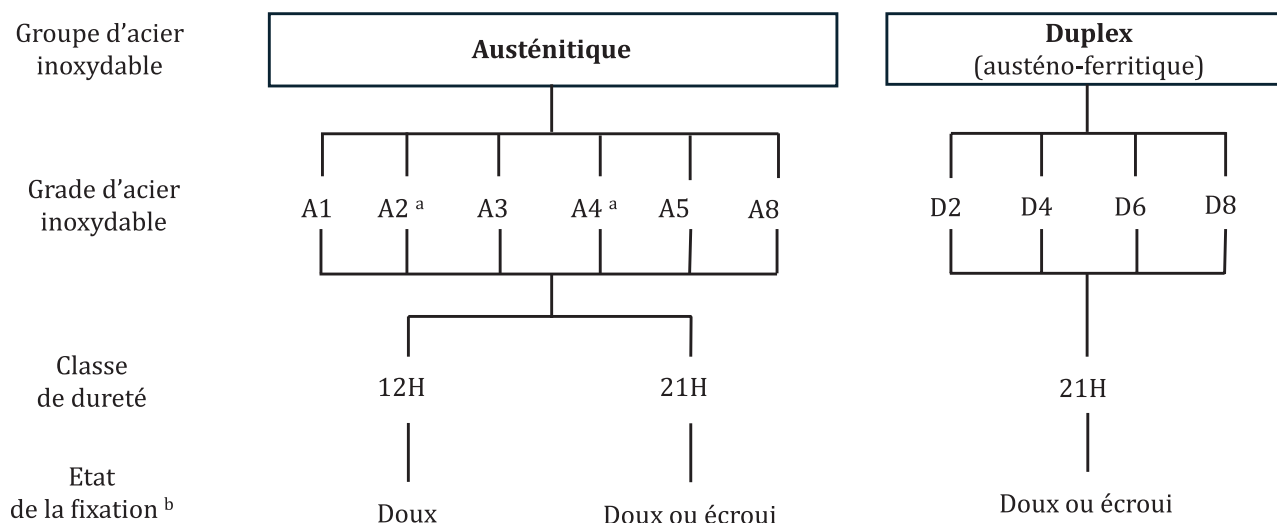 Groupe d'acier
inoxydable
Austénitique
Duplex
(austéno-ferritique)
Grade d'acier
inoxydable
A1 A2 a A3 A4 a A5 A8 D2 D4 D6 D8
Classe
de dureté
12H 21H 21H
Etat
de la fixation b
Doux Doux ou écroui Doux ou écroui